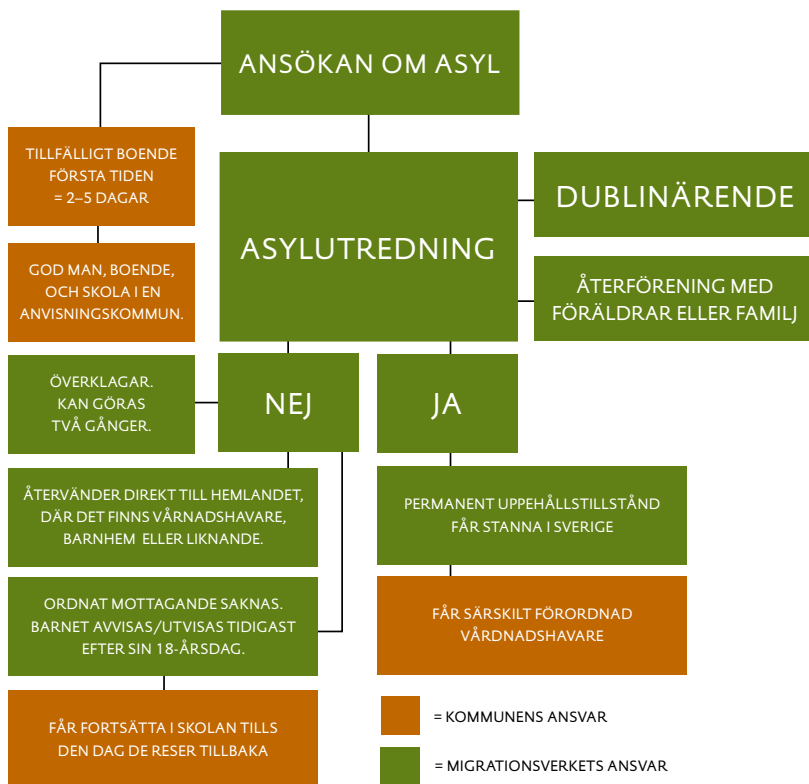 ANSÖKAN OM ASYL
TILLFÄLLIGT BOENDE
FÖRSTA TIDEN
= 2–5 DAGAR
GOD MAN, BOENDE,
OCH SKOLA I EN
ANVISNINGSKOMMUN.
ASYLUTREDNING
DUBLINÄRENDE
ÅTERFÖRENING MED
FÖRÄLDRAR ELLER FAMILJ
ÖVERKLAGAR.
KAN GÖRAS
TVÅ GÅNGER.
NEJ
JA
ÅTERVÄNDER DIREKT TILL HEMLANDET,
DÄR DET FINNS VÅRNADSHAVARE,
BARNHEM ELLER LIKNANDE.
PERMANENT UPPEHÅLLSTILLSTÅND
FÅR STANNA I SVERIGE
ORDNAT MOTTAGANDE SAKNAS.
BARNET AVVISAS/UTVISAS TIDIGAST
EFTER SIN 18-ÅRSDAG.
FÅR SÄRSKILT FÖRORDNAD
VÅRDNADSHAVARE
FÅR FORTSÄTTA I SKOLAN TILLS
DEN DAG DE RESER TILLBAKA
= KOMMUNENS ANSVAR
= MIGRATIONSVERKETS ANSVAR